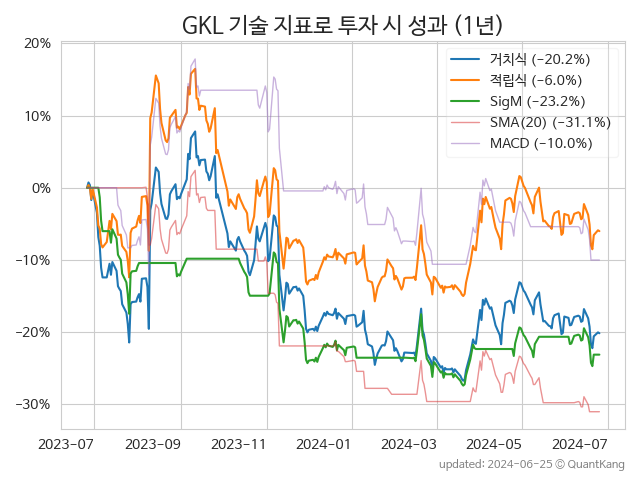 GKL 기술 지표로 투자 시 성과 (1년)
20%
10%
0%
−10%
−20%
−30%
거치식 (−20.2%)
적립식 (−6.0%)
SigM (−23.2%)
SMA(20) (−31.1%)
MACD (−10.0%)
2023-07
2023-09
2023-11
2024-01
2024-03
2024-05
2024-07
updated: 2024-06-25 © QuantKang